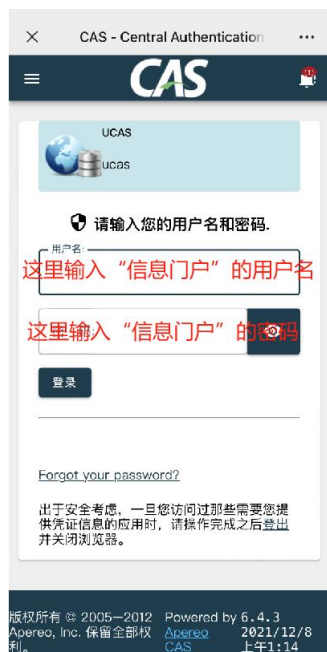 CAS - Central Authentication
CAS
UCAS
ucas
请输入您的用户名和密码.
用户名:
这里输入“信息门户”的用户名
这里输入“信息门户”的密码
登录
Forgot your password?
出于安全考虑，一旦您访问过那些需要您提
供凭证信息的应用时，请操作完成之后登出
并关闭浏览器。
版权所有 © 2005—2012
Apereo, Inc. 保留全部权
利。
Powered by
Apereo
CAS
6.4.3
2021/12/8
上午1:14